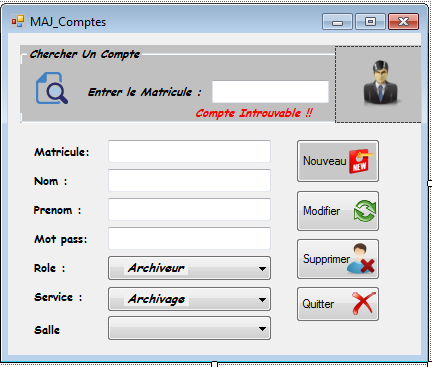 MAJ_Comptes
Chercher Un Compte
Entrer le Matricule :
Compte Introuvable !!
Matricule:
Nouveau
NEW
Nom :
Prenom :
Modifier
Mot pass:
Role :
Archiveur
Supprimer
Service :
Archivage
Quitter
Salle